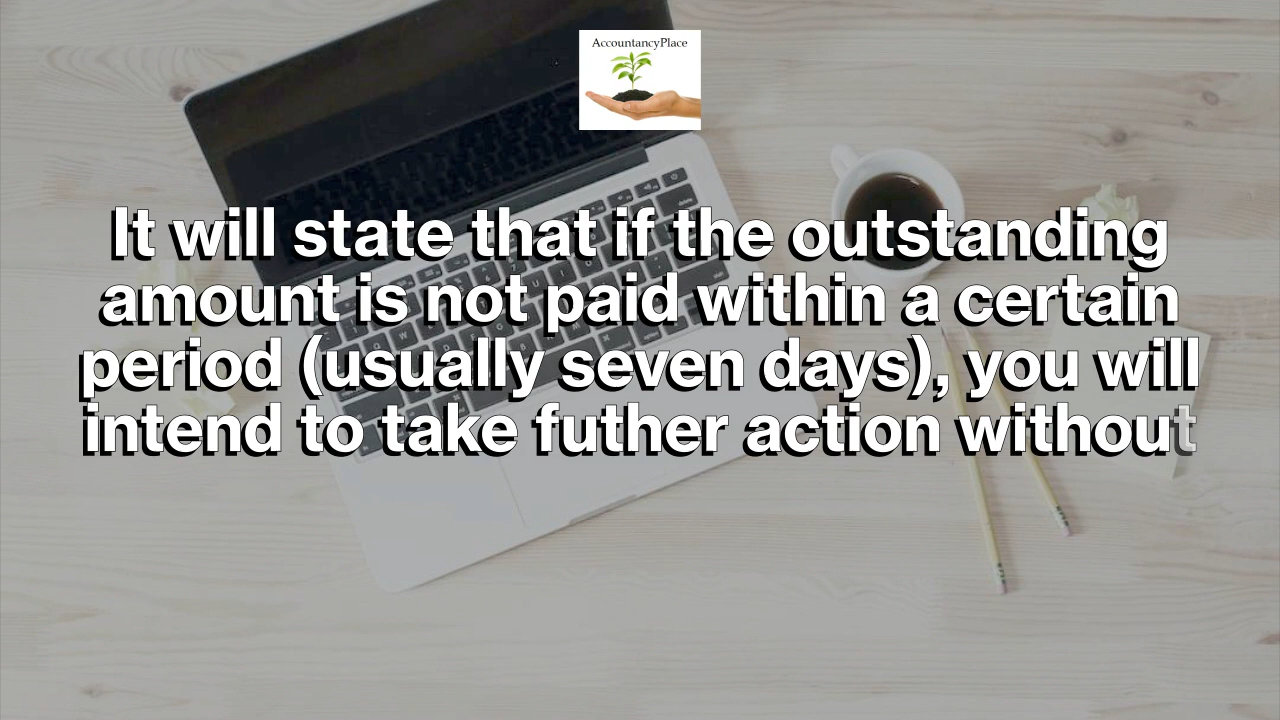 AccountancyPlace
It will state that if the outstanding
amount is not paid within a certain
period (usually seven days), you will
intend to take futher action without